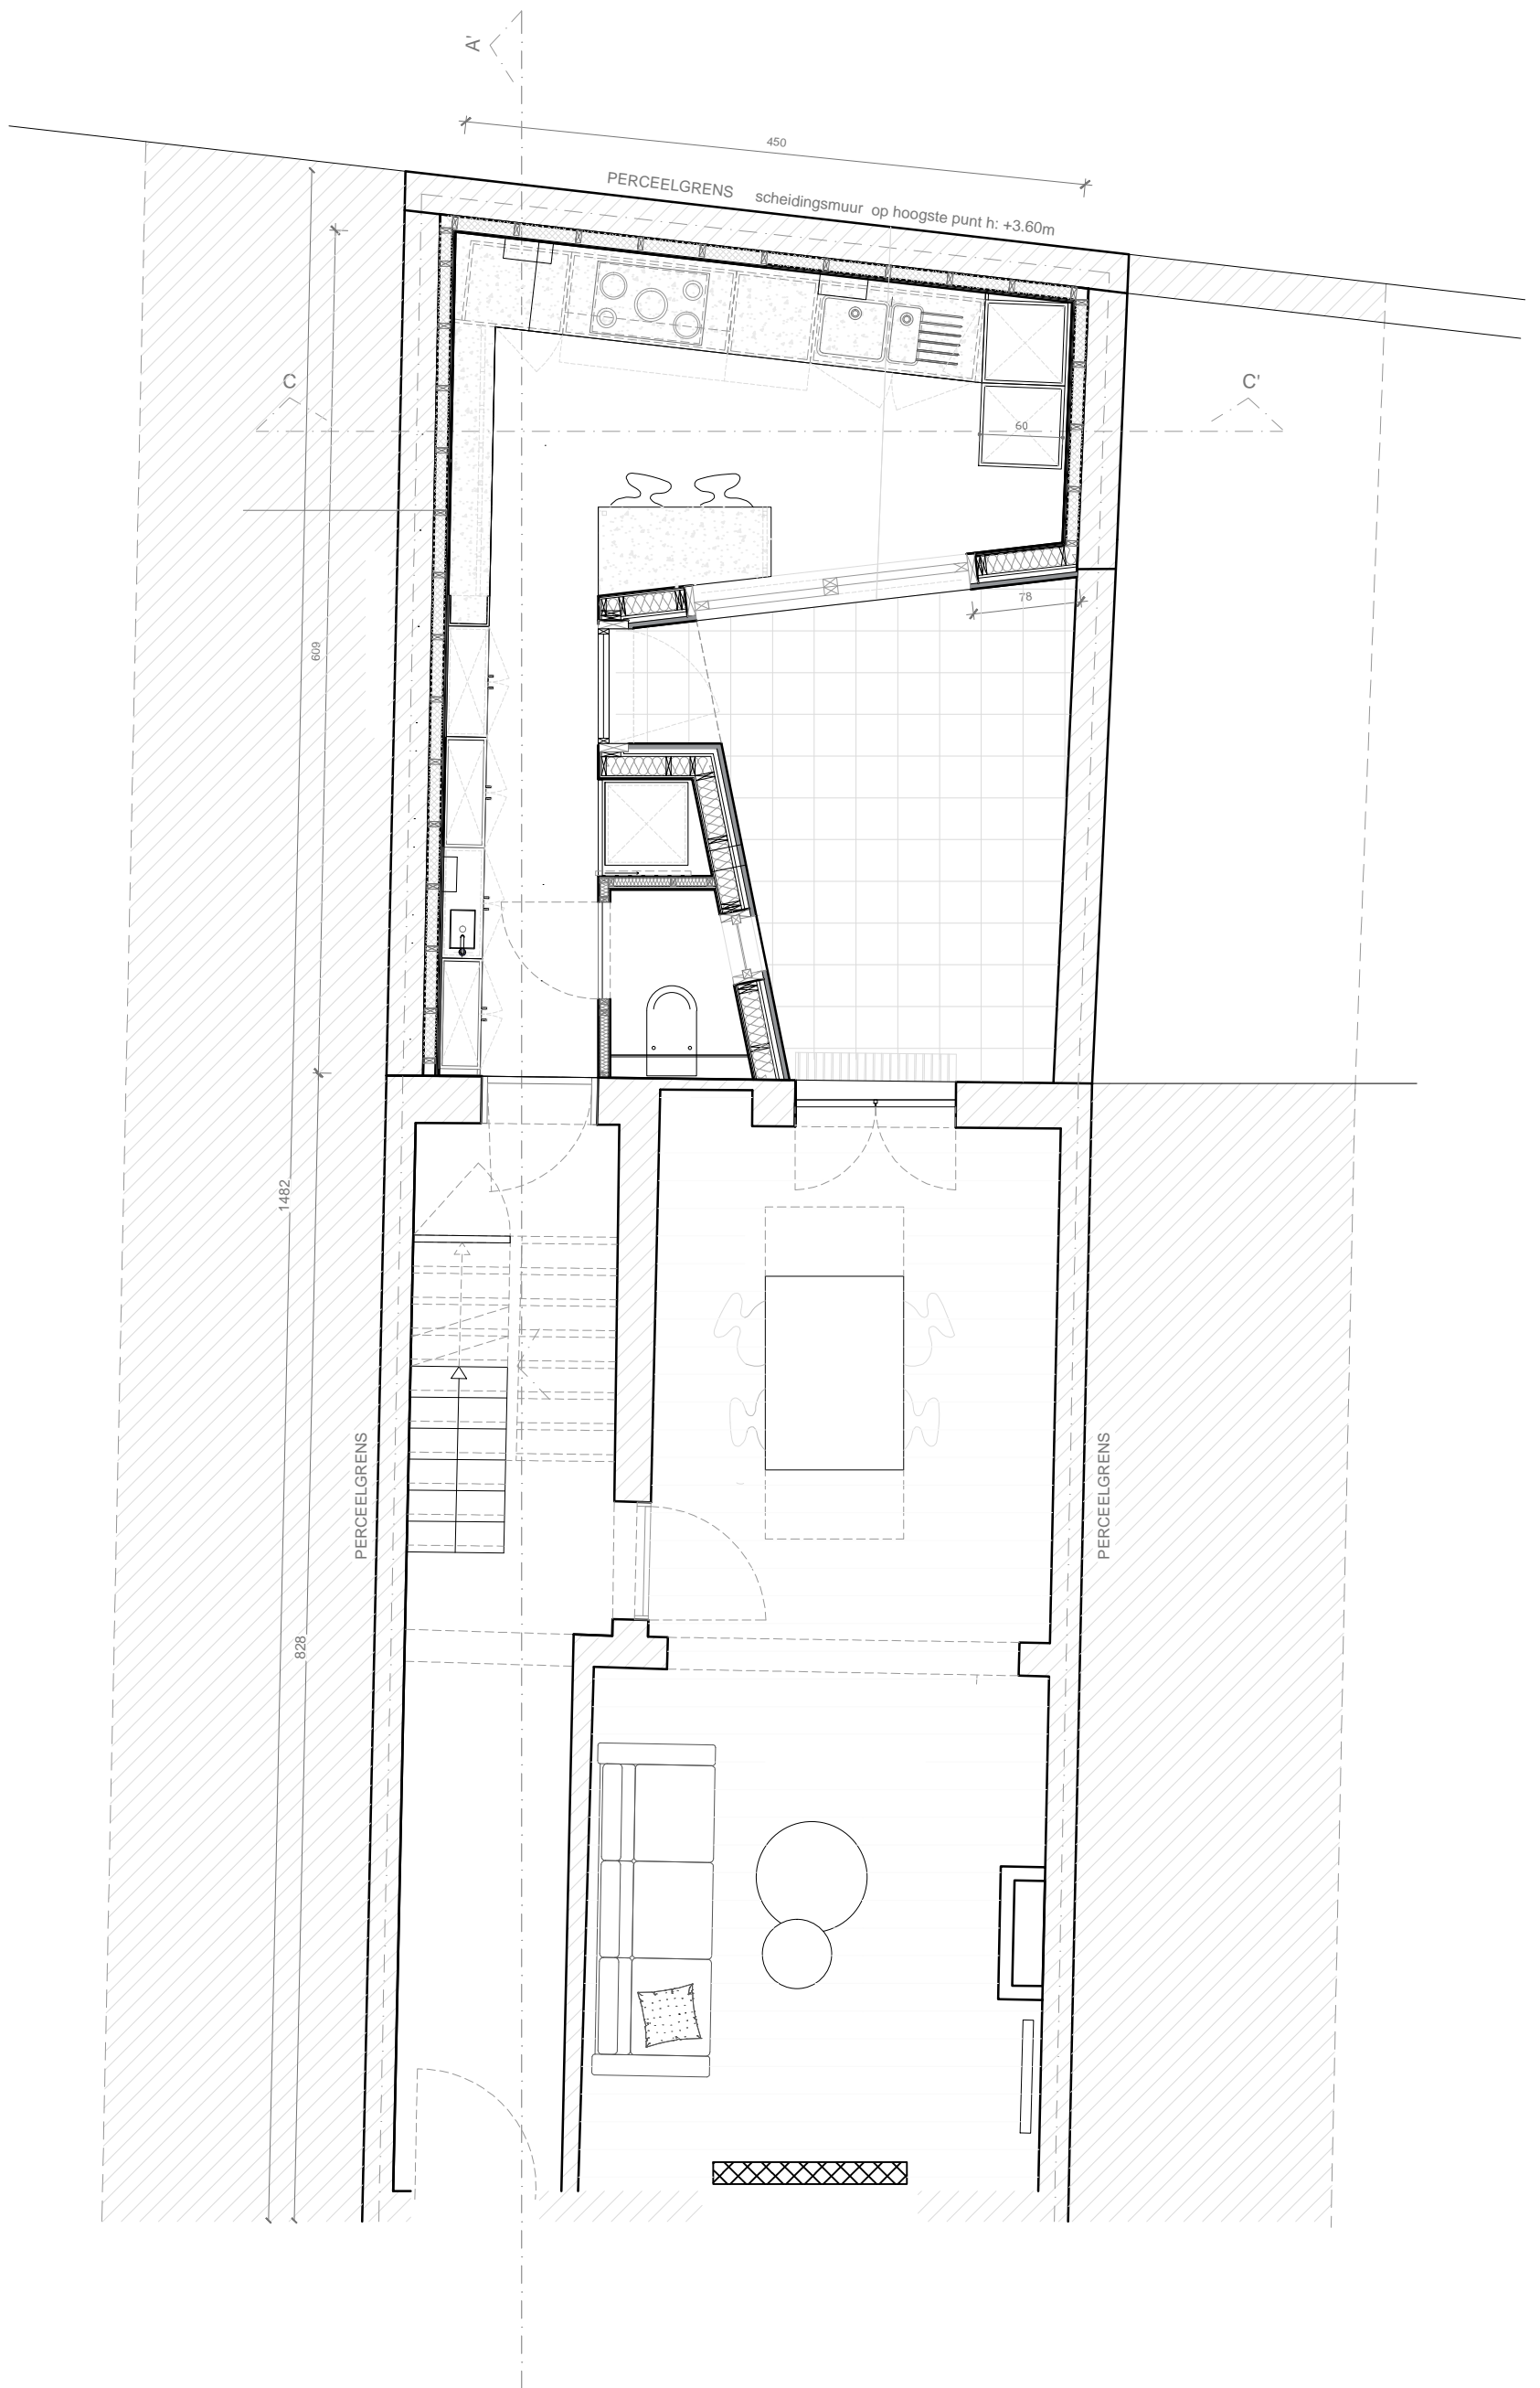 A'
450
PERCEELGRENS scheidingsmuur op hoogste punt h: +3.60m
C
C'
60
78
609
1482
PERCEELGRENS
PERCEELGRENS
828